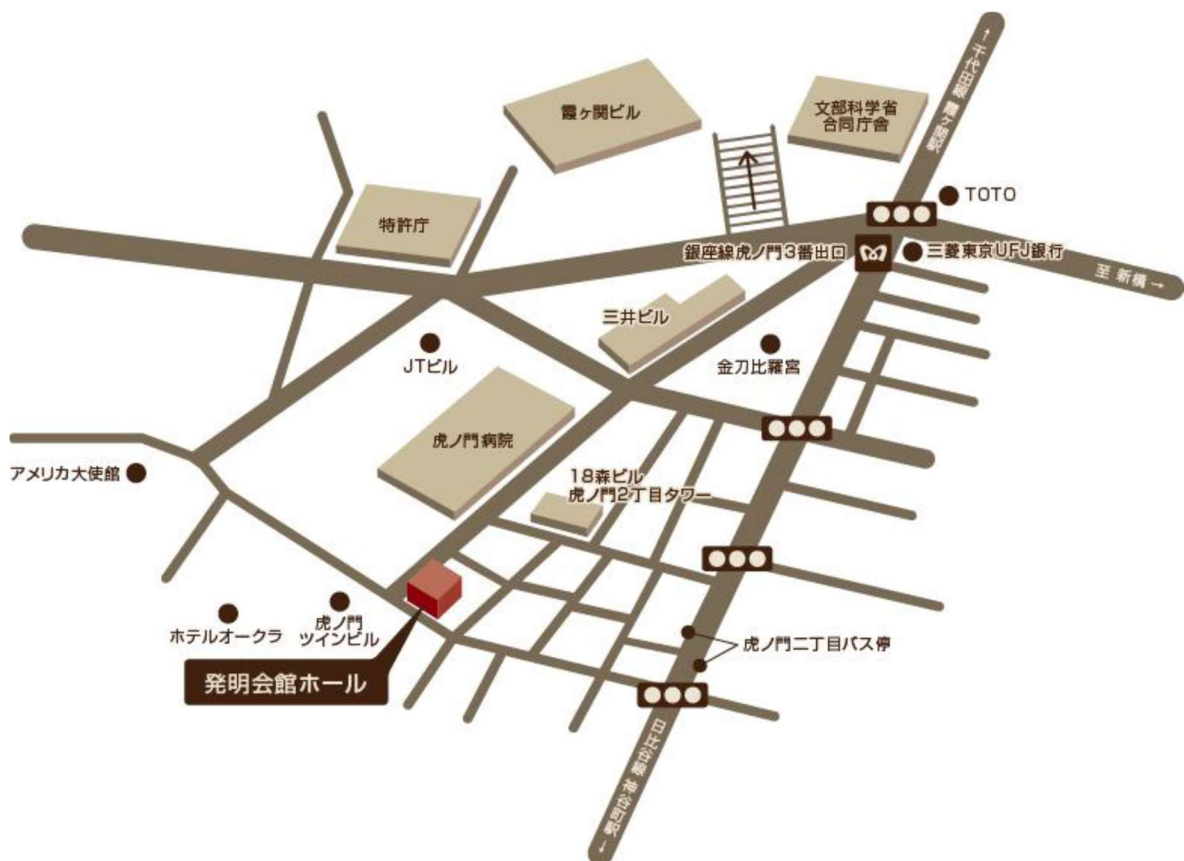 ← 千代田線 霞ヶ関駅
霞ヶ関ビル
文部科学省
合同庁舎
特許庁
TOTO
銀座線虎ノ門3番出口
三菱東京UFJ銀行
至 新橋 →
三井ビル
JTビル
金刀比羅宮
虎ノ門病院
アメリカ大使館
18森ビル
虎ノ門2丁目タワー
ホテルオークラ
虎ノ門
ツインビル
虎ノ門二丁目バス停
発明会館ホール
日比谷線 神谷町駅 →